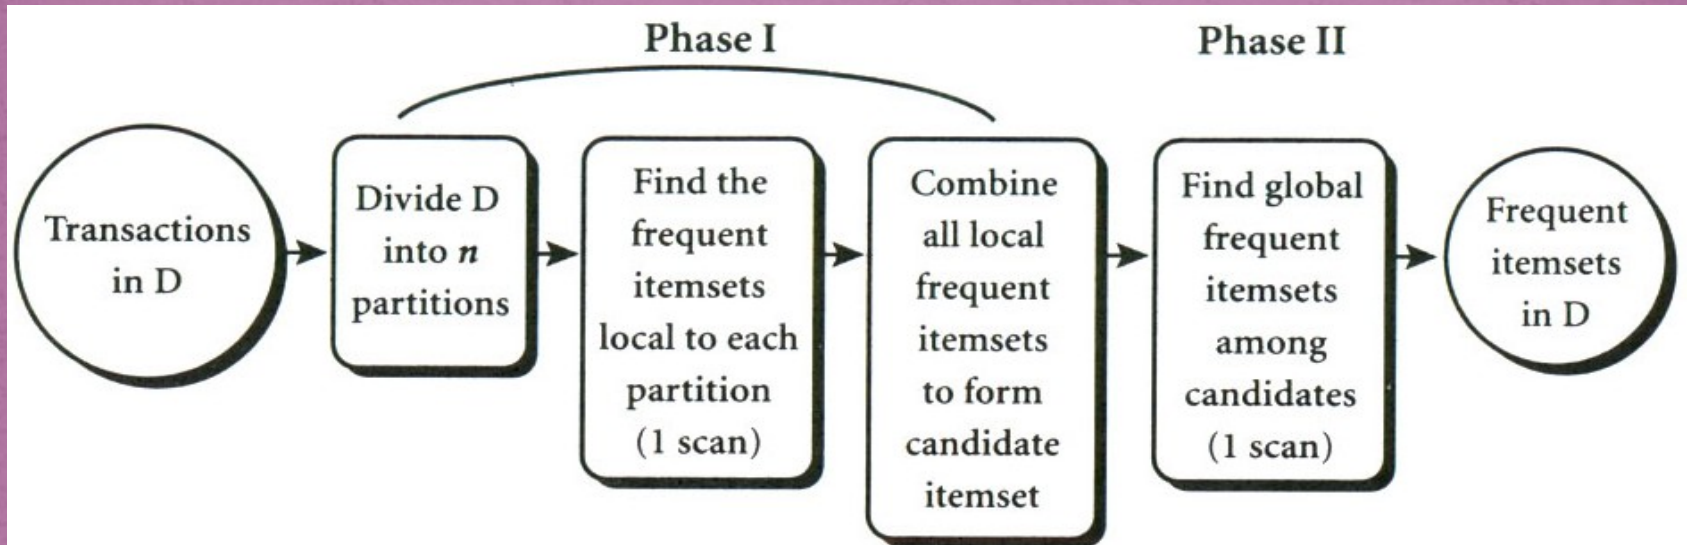 Phase I
Phase II
Transactions
in D
Divide D
into n
partitions
Find the
frequent
itemsets
local to each
partition
(1 scan)
Combine
all local
frequent
itemsets
to form
candidate
itemset
Find global
frequent
itemsets
among
candidates
(1 scan)
Frequent
itemsets
in D